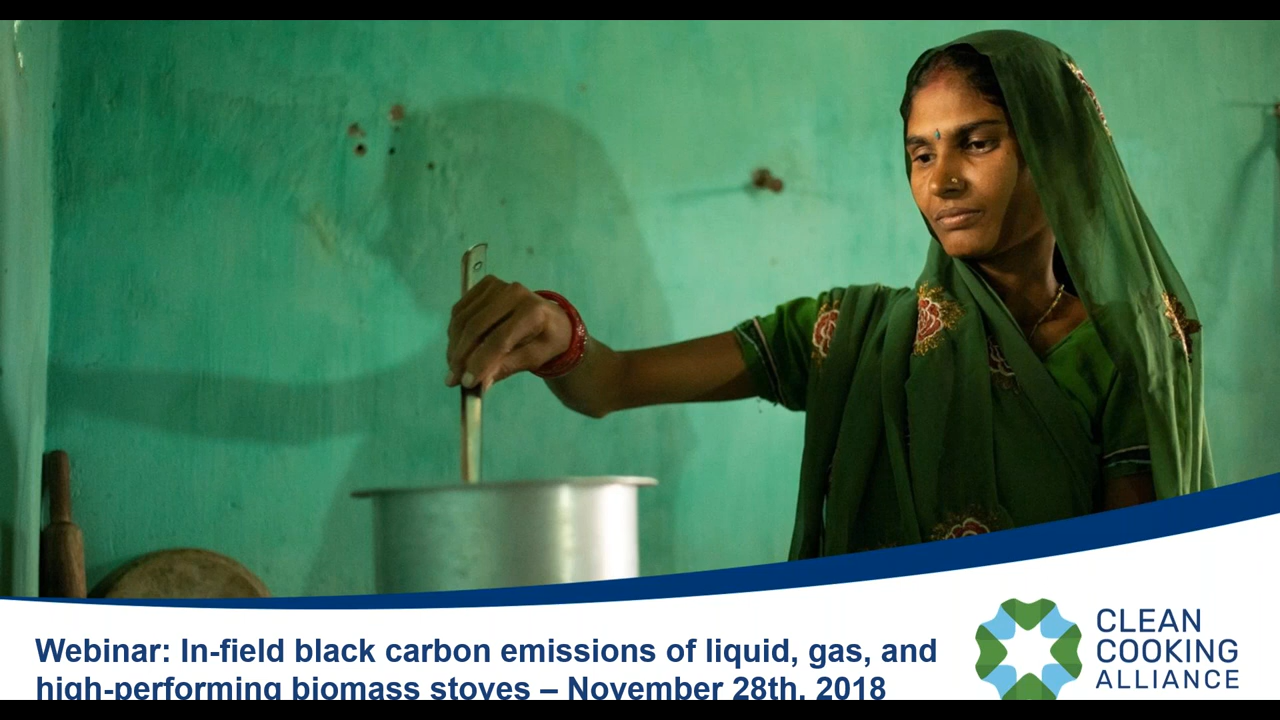 Webinar: In-field black carbon emissions of liquid, gas, and
high-performing biomass stoves – November 28th, 2018
CLEAN
COOKING
ALLIANCE